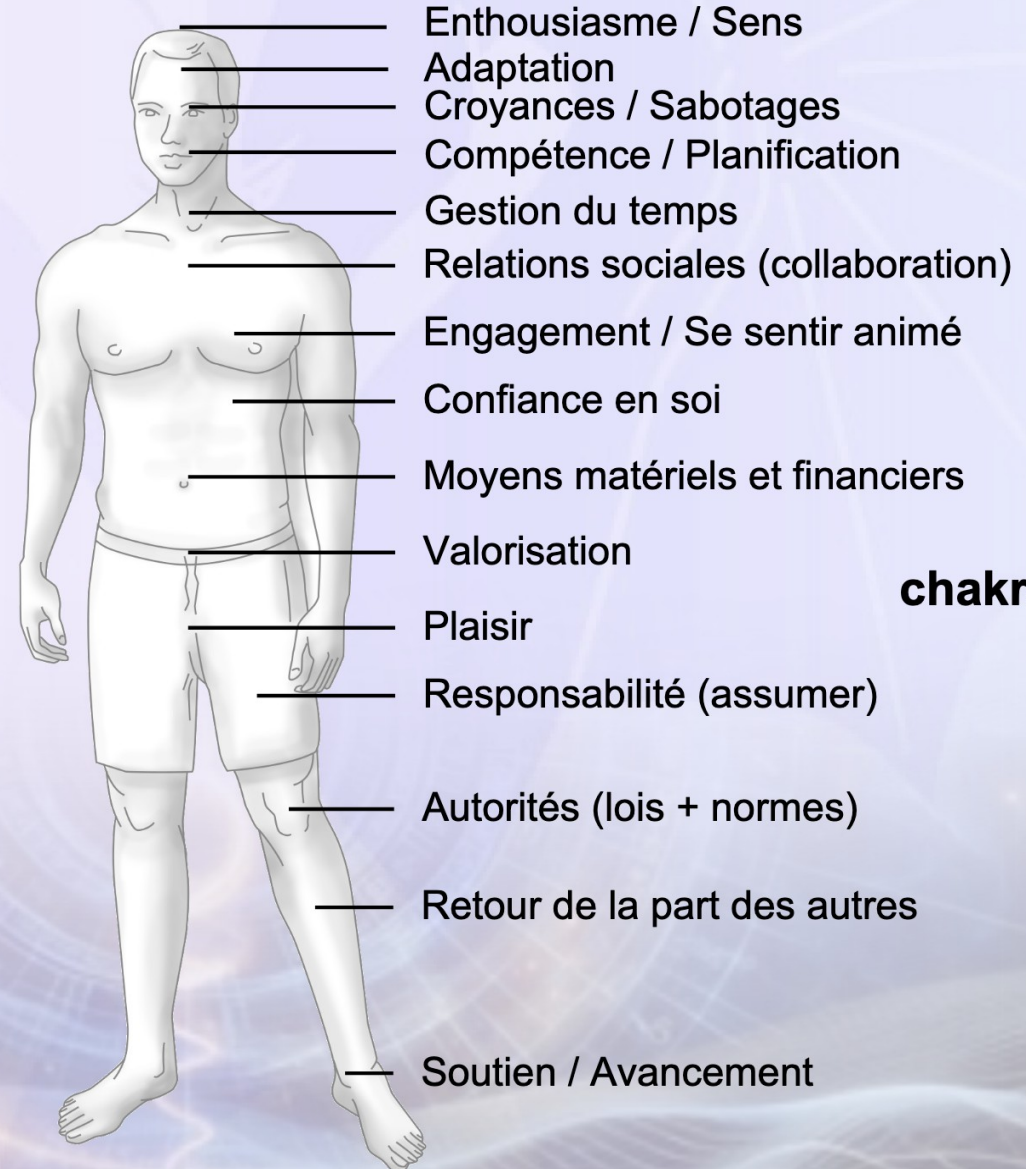 Enthousiasme / Sens
Adaptation
Croyances / Sabotages
Compétence / Planification
Gestion du temps
Relations sociales (collaboration)
Engagement / Se sentir animé
Confiance en soi
Moyens matériels et financiers
Valorisation
Plaisir
Responsabilité (assumer)
Autorités (lois + normes)
Retour de la part des autres
Soutien / Avancement